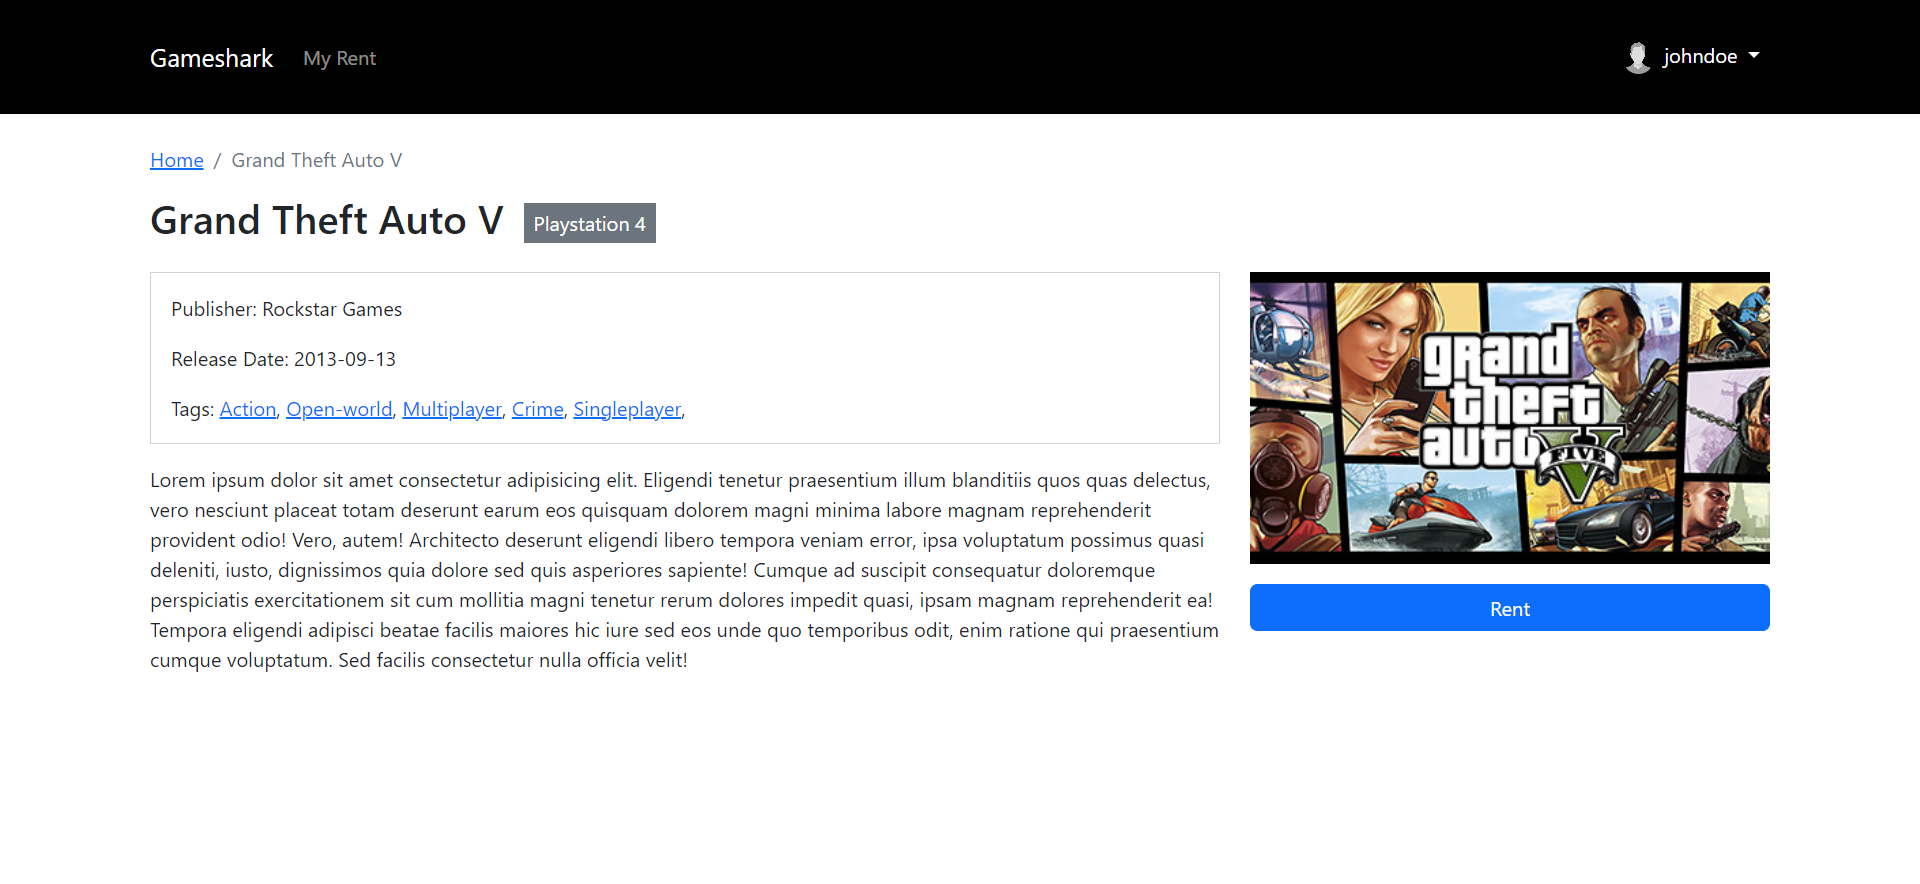 Gameshark My Rent johndoe
Home / Grand Theft Auto V
Grand Theft Auto V Playstation 4
Publisher: Rockstar Games
Release Date: 2013-09-13
Tags: Action, Open-world, Multiplayer, Crime, Singleplayer,
Lorem ipsum dolor sit amet consectetur adipisicing elit. Eligendi tenetur praesentium illum blanditiis quos quas delectus,
vero nesciunt placeat totam deserunt earum eos quisquam dolorem magni minima labore magnam reprehenderit
provident odio! Vero, autem! Architecto deserunt eligendi libero tempora veniam error, ipsa voluptatum possimus quasi
deleniti, iusto, dignissimos quia dolore sed quis asperiores sapiente! Cumque ad suscipit consequatur doloremque
perspiciatis exercitationem sit cum mollitia magni tenetur rerum dolores impedit quasi, ipsam magnam reprehenderit ea!
Tempora eligendi adipisci beatae facilis maiores hic iure sed eos unde quo temporibus odit, enim ratione qui praesentium
cumque voluptatum. Sed facilis consectetur nulla officia velit!
grand
theft
auto V
FIVE
Rent